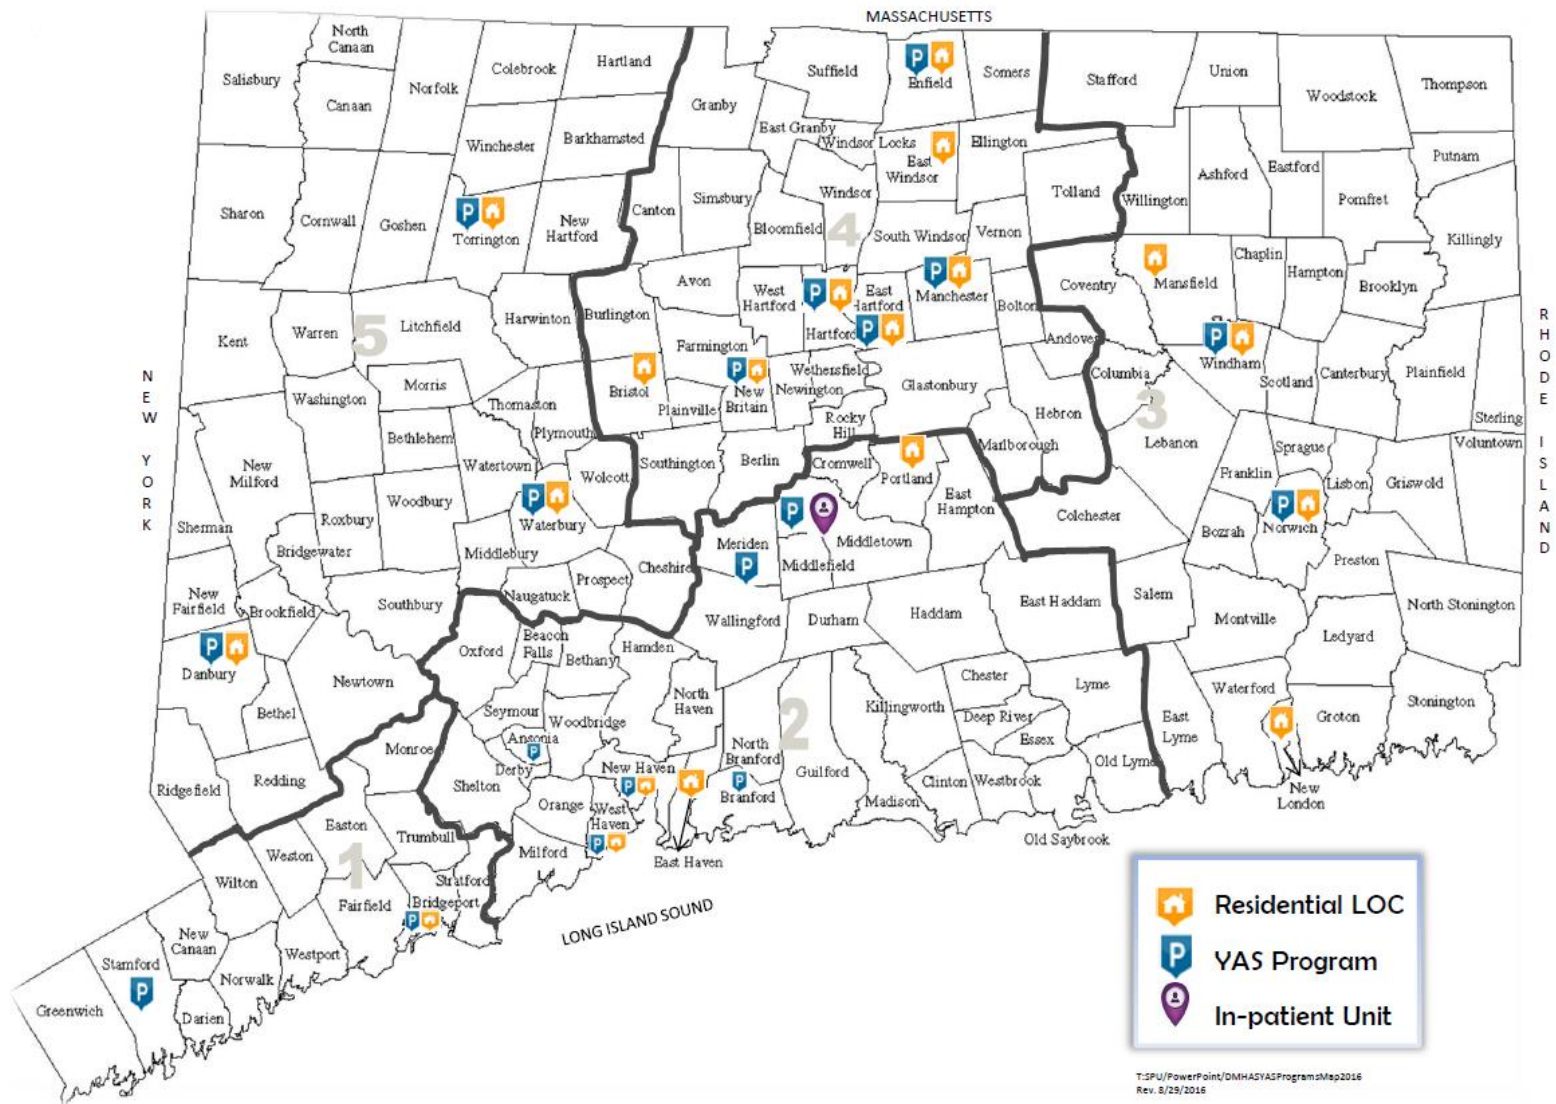 MASSACHUSETTS
North
Canaan
Salisbury
Canaan
Norfolk
Colebrook
Hartland
Granby
Suffield
Enfield
Somers
Stafford
Union
Woodstock
Thompson
Winchester
Barkhamsted
East Granby
Windsor Locks
East
Windsor
Ellington
Tolland
Willington
Ashford
Eastford
Putnam
Pomfret
Sharon
Cornwall
Goshen
Torrington
New
Hartford
Canton
Simsbury
Windsor
Bloomfield
4
South Windsor
Vernon
Killingly
Kent
Warren
5
Litchfield
Harwinton
Burlington
Avon
West
Hartford
Hartford
East
Hartford
Manchester
Bolton
Coventry
Mansfield
Chaplin
Hampton
Brooklyn
Andover
Columbia
Windham
Scotland
Canterbury
Plainfield
Sterling
RHODE ISLAND
NEW YORK
Washington
Morris
Bethlehem
Thomaston
Plymouth
Watertown
Wolcott
Bristol
Farmington
Plainville
New
Britain
Newington
Wethersfield
Rocky
Hill
Glastonbury
Hebron
Marlborough
3
Lebanon
Franklin
Sprague
Lisbon
Griswold
Voluntown
New
Milford
Sherman
Roxbury
Woodbury
Bridgewater
Waterbury
Middlebury
Southington
Berlin
Cromwell
Portland
East
Hampton
Colchester
Bozrah
Norwich
Preston
New
Fairfield
Brookfield
Southbury
Naugatuck
Prospect
Cheshire
Meriden
Middletown
Middlefield
Wallingford
Durham
Haddam
East Haddam
Salem
Montville
Ledyard
North Stonington
Danbury
Bethel
Newtown
Oxford
Beacon
Falls
Bethany
Hamden
North
Haven
2
Killingworth
Chester
Deep River
Essex
Lyme
East
Lyme
Waterford
Groton
Stonington
Ridgefield
Redding
Monroe
Seymour
Woodbridge
Ansonia
Derby
Shelton
New Haven
Orange
West
Haven
North
Branford
Branford
Guilford
Madison
Clinton
Westbrook
Old Lyme
New
London
Old Saybrook
East Haven
Milford
Easton
Trumbull
Weston
Wilton
1
Fairfield
Bridgeport
Stratford
LONG ISLAND SOUND
New
Canaan
Stamford
Norwalk
Westport
Greenwich
Darien
Residential LOC
P YAS Program
In-patient Unit
T:SPU/PowerPoint/DMHASYASProgramsMap2016
Rev. 8/29/2016